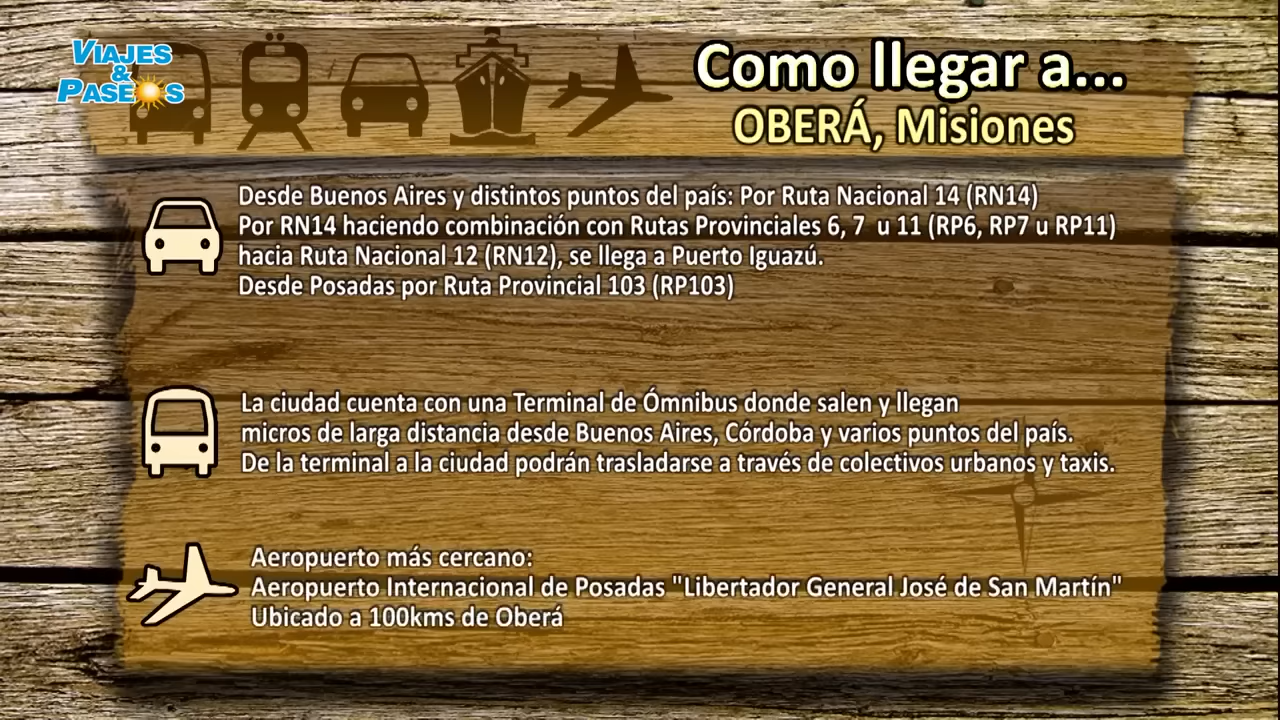 VIAJES
&
PASEOS
Como llegar a...
OBERÁ, Misiones
Desde Buenos Aires y distintos puntos del país: Por Ruta Nacional 14 (RN14)
Por RN14 haciendo combinación con Rutas Provinciales 6, 7 u 11 (RP6, RP7 u RP11)
hacia Ruta Nacional 12 (RN12), se llega a Puerto Iguazú.
Desde Posadas por Ruta Provincial 103 (RP103)
La ciudad cuenta con una Terminal de Ómnibus donde salen y llegan
micros de larga distancia desde Buenos Aires, Córdoba y varios puntos del país.
De la terminal a la ciudad podrán trasladarse a través de colectivos urbanos y taxis.
Aeropuerto más cercano:
Aeropuerto Internacional de Posadas "Libertador General José de San Martín"
Ubicado a 100kms de Oberá